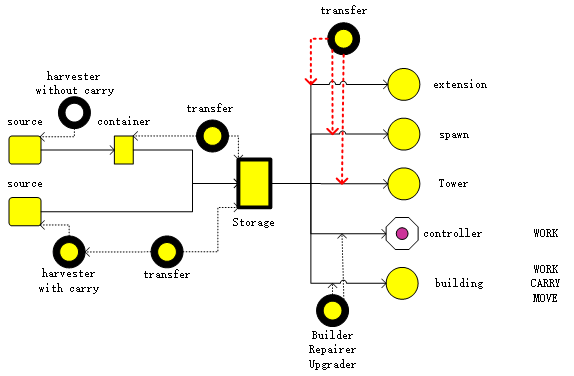 transfer
harvester
without carry
source
container
transfer
extension
spawn
source
Tower
Storage
controller
WORK
harvester
with carry
transfer
building
WORK
CARRY
MOVE
Builder
Repairer
Upgrader